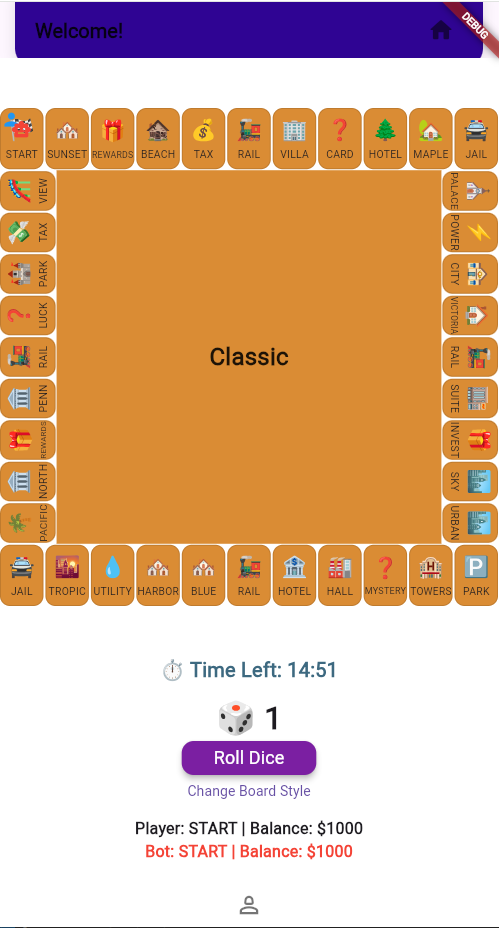 Welcome!
DEBUG
START SUNSET REWARDS BEACH TAX RAIL VILLA CARD HOTEL MAPLE JAIL
VIEW
TAX
PARK
LUCK
RAIL
PENN
REWARDS
NORTH
PACIFIC
Classic
PALACE
POWER
CITY
VICTORIA
RAIL
SUITE
INVEST
SKY
URBAN
JAIL TROPIC UTILITY HARBOR BLUE RAIL HOTEL HALL MYSTERY TOWERS PARK
Time Left: 14:51
1
Roll Dice
Change Board Style
Player: START | Balance: $1000
Bot: START | Balance: $1000